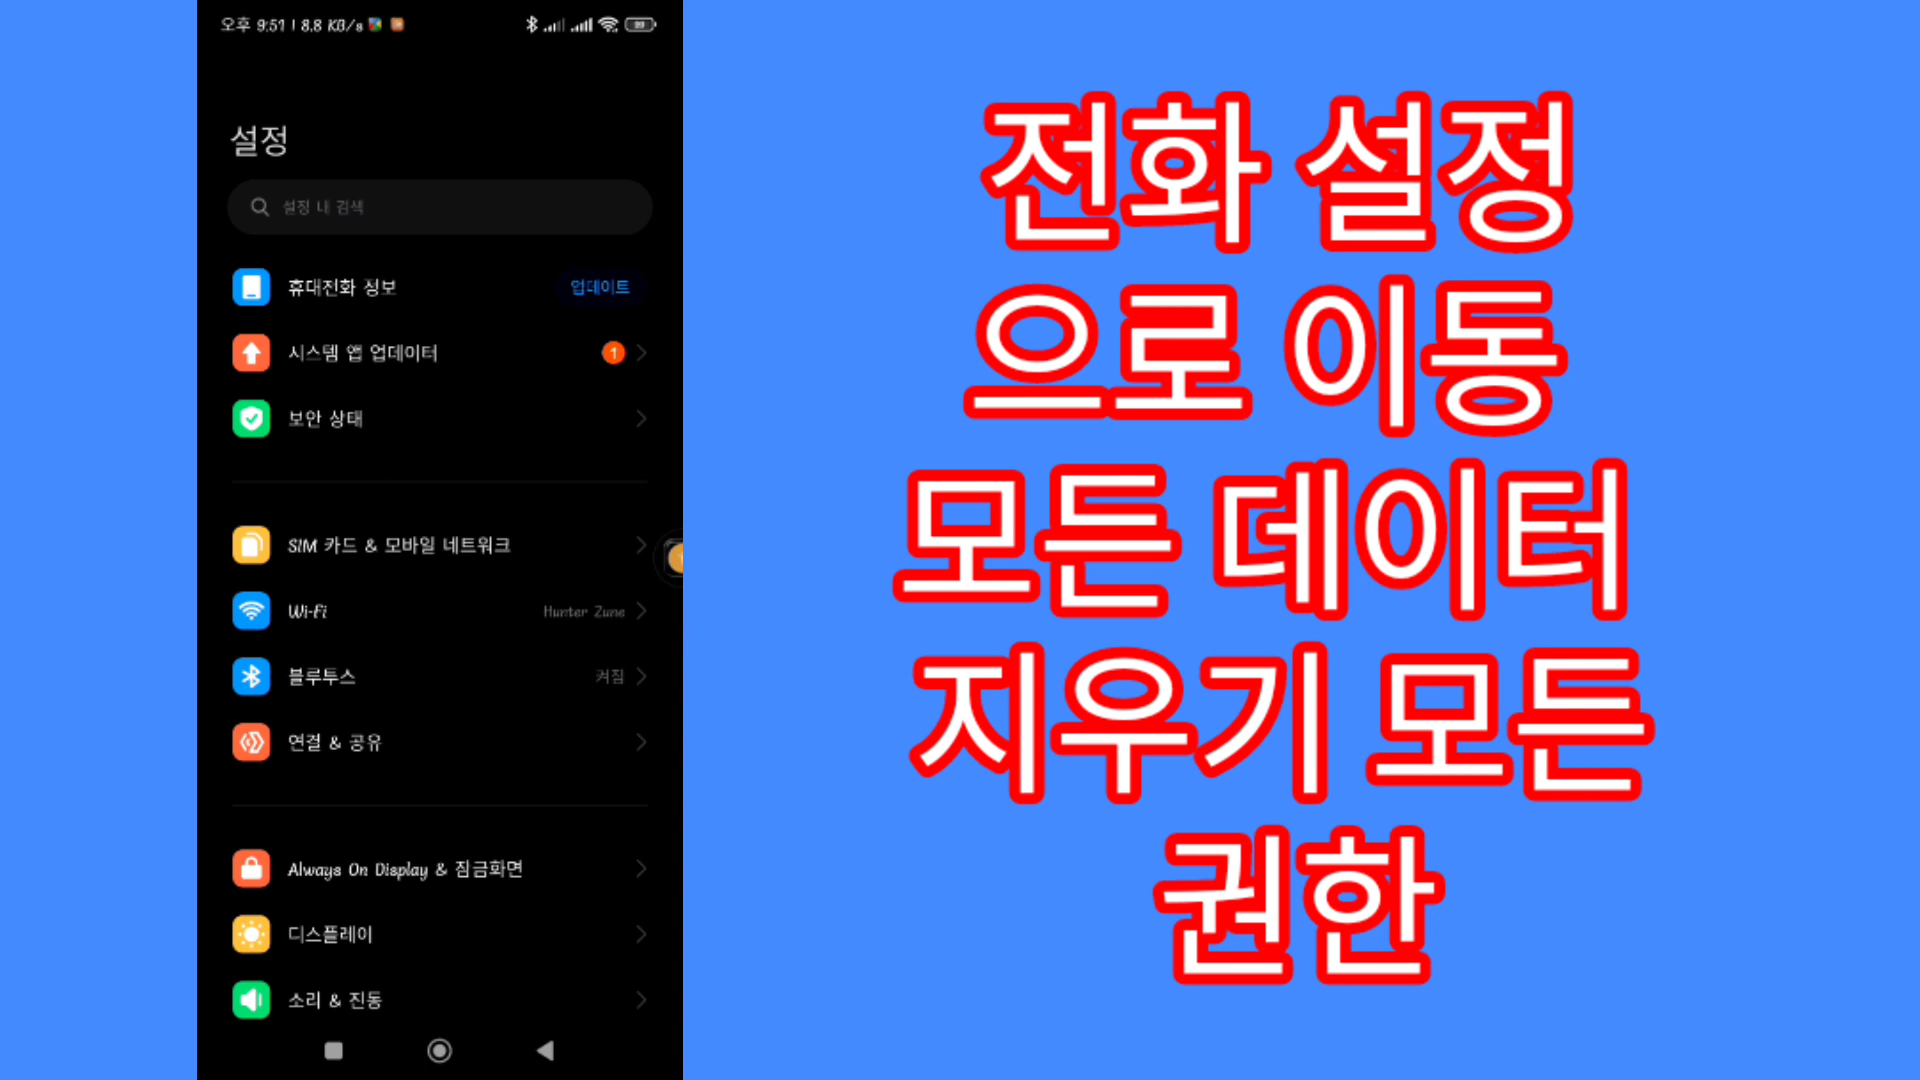 오후 9:51 | 8.8 KB/s
99
설정
설정 내 검색
휴대전화 정보
업데이트
시스템 앱 업데이터
1
보안 상태
SIM 카드 & 모바일 네트워크
Wi-Fi
Hunter Zune
블루투스
켜짐
연결 & 공유
Always On Display & 잠금화면
디스플레이
소리 & 진동
전화 설정
으로 이동
모든 데이터
지우기 모든
권한